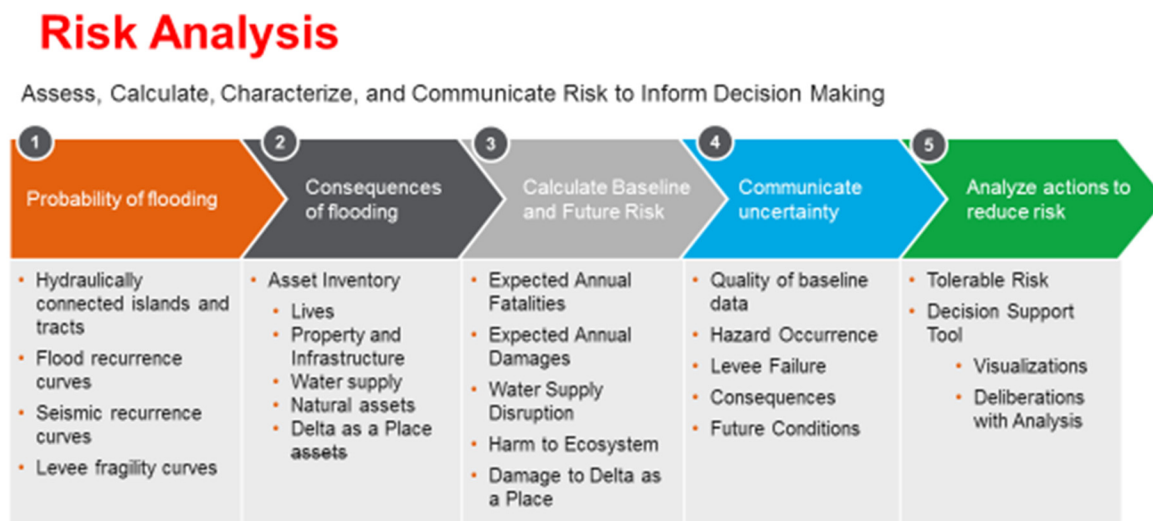 Risk Analysis
Assess, Calculate, Characterize, and Communicate Risk to Inform Decision Making
1
Probability of flooding
• Hydraulically
connected islands and
tracts
• Flood recurrence
curves
• Seismic recurrence
curves
• Levee fragility curves
2
Consequences
of flooding
• Asset Inventory
• Lives
• Property and
Infrastructure
• Water supply
• Natural assets
• Delta as a Place
assets
3
Calculate Baseline
and Future Risk
• Expected Annual
Fatalities
• Expected Annual
Damages
• Water Supply
Disruption
• Harm to Ecosystem
• Damage to Delta as
a Place
4
Communicate
uncertainty
• Quality of baseline
data
• Hazard Occurrence
• Levee Failure
• Consequences
• Future Conditions
5
Analyze actions to
reduce risk
• Tolerable Risk
• Decision Support
Tool
• Visualizations
• Deliberations
with Analysis